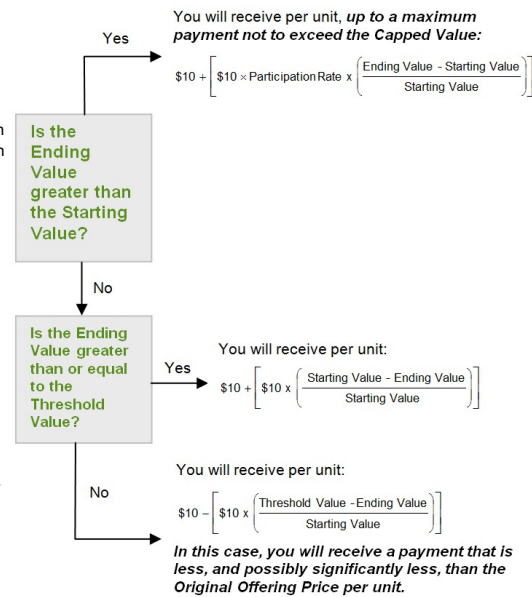 You will receive per unit, up to a maximum
payment not to exceed the Capped Value:
Yes
$10 + [ $10 × Participation Rate x ( Ending Value - Starting Value / Starting Value ) ]
Is the
Ending
Value
greater than
the Starting
Value?
No
Is the Ending
Value greater
than or equal
to the
Threshold
Value?
Yes
You will receive per unit:
$10 + [ $10 x ( Starting Value - Ending Value / Starting Value ) ]
No
You will receive per unit:
$10 – [ $10 x ( Threshold Value - Ending Value / Starting Value ) ]
In this case, you will receive a payment that is
less, and possibly significantly less, than the
Original Offering Price per unit.